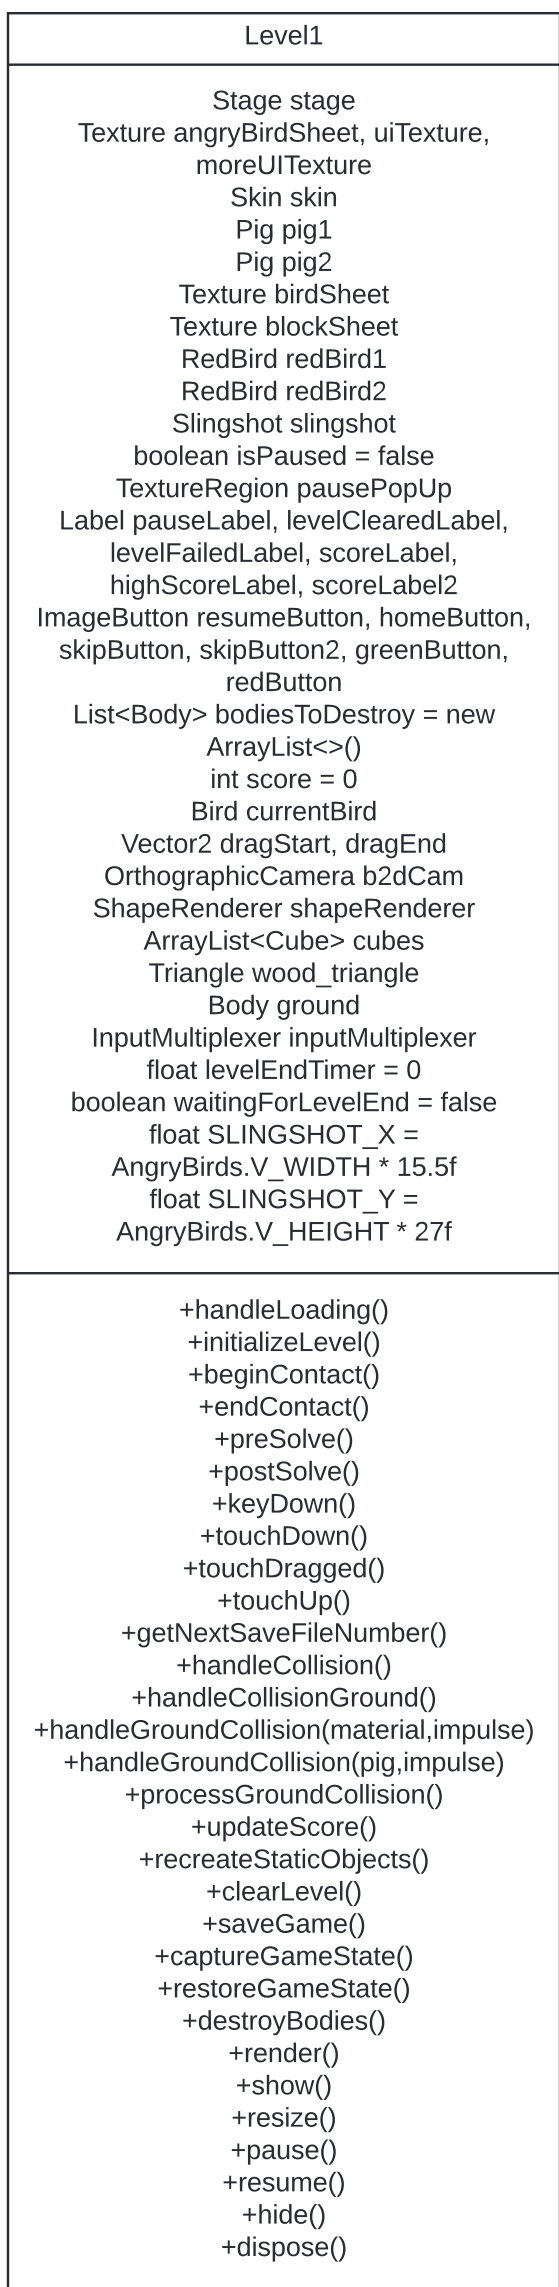 Level1
Stage stage
Texture angryBirdSheet, uiTexture,
moreUITexture
Skin skin
Pig pig1
Pig pig2
Texture birdSheet
Texture blockSheet
RedBird redBird1
RedBird redBird2
Slingshot slingshot
boolean isPaused = false
TextureRegion pausePopUp
Label pauseLabel, levelClearedLabel,
levelFailedLabel, scoreLabel,
highScoreLabel, scoreLabel2
ImageButton resumeButton, homeButton,
skipButton, skipButton2, greenButton,
redButton
List<Body> bodiesToDestroy = new
ArrayList<>()
int score = 0
Bird currentBird
Vector2 dragStart, dragEnd
OrthographicCamera b2dCam
ShapeRenderer shapeRenderer
ArrayList<Cube> cubes
Triangle wood_triangle
Body ground
InputMultiplexer inputMultiplexer
float levelEndTimer = 0
boolean waitingForLevelEnd = false
float SLINGSHOT_X =
AngryBirds.V_WIDTH * 15.5f
float SLINGSHOT_Y =
AngryBirds.V_HEIGHT * 27f
+handleLoading()
+initializeLevel()
+beginContact()
+endContact()
+preSolve()
+postSolve()
+keyDown()
+touchDown()
+touchDragged()
+touchUp()
+getNextSaveFileNumber()
+handleCollision()
+handleCollisionGround()
+handleGroundCollision(material,impulse)
+handleGroundCollision(pig,impulse)
+processGroundCollision()
+updateScore()
+recreateStaticObjects()
+clearLevel()
+saveGame()
+captureGameState()
+restoreGameState()
+destroyBodies()
+render()
+show()
+resize()
+pause()
+resume()
+hide()
+dispose()